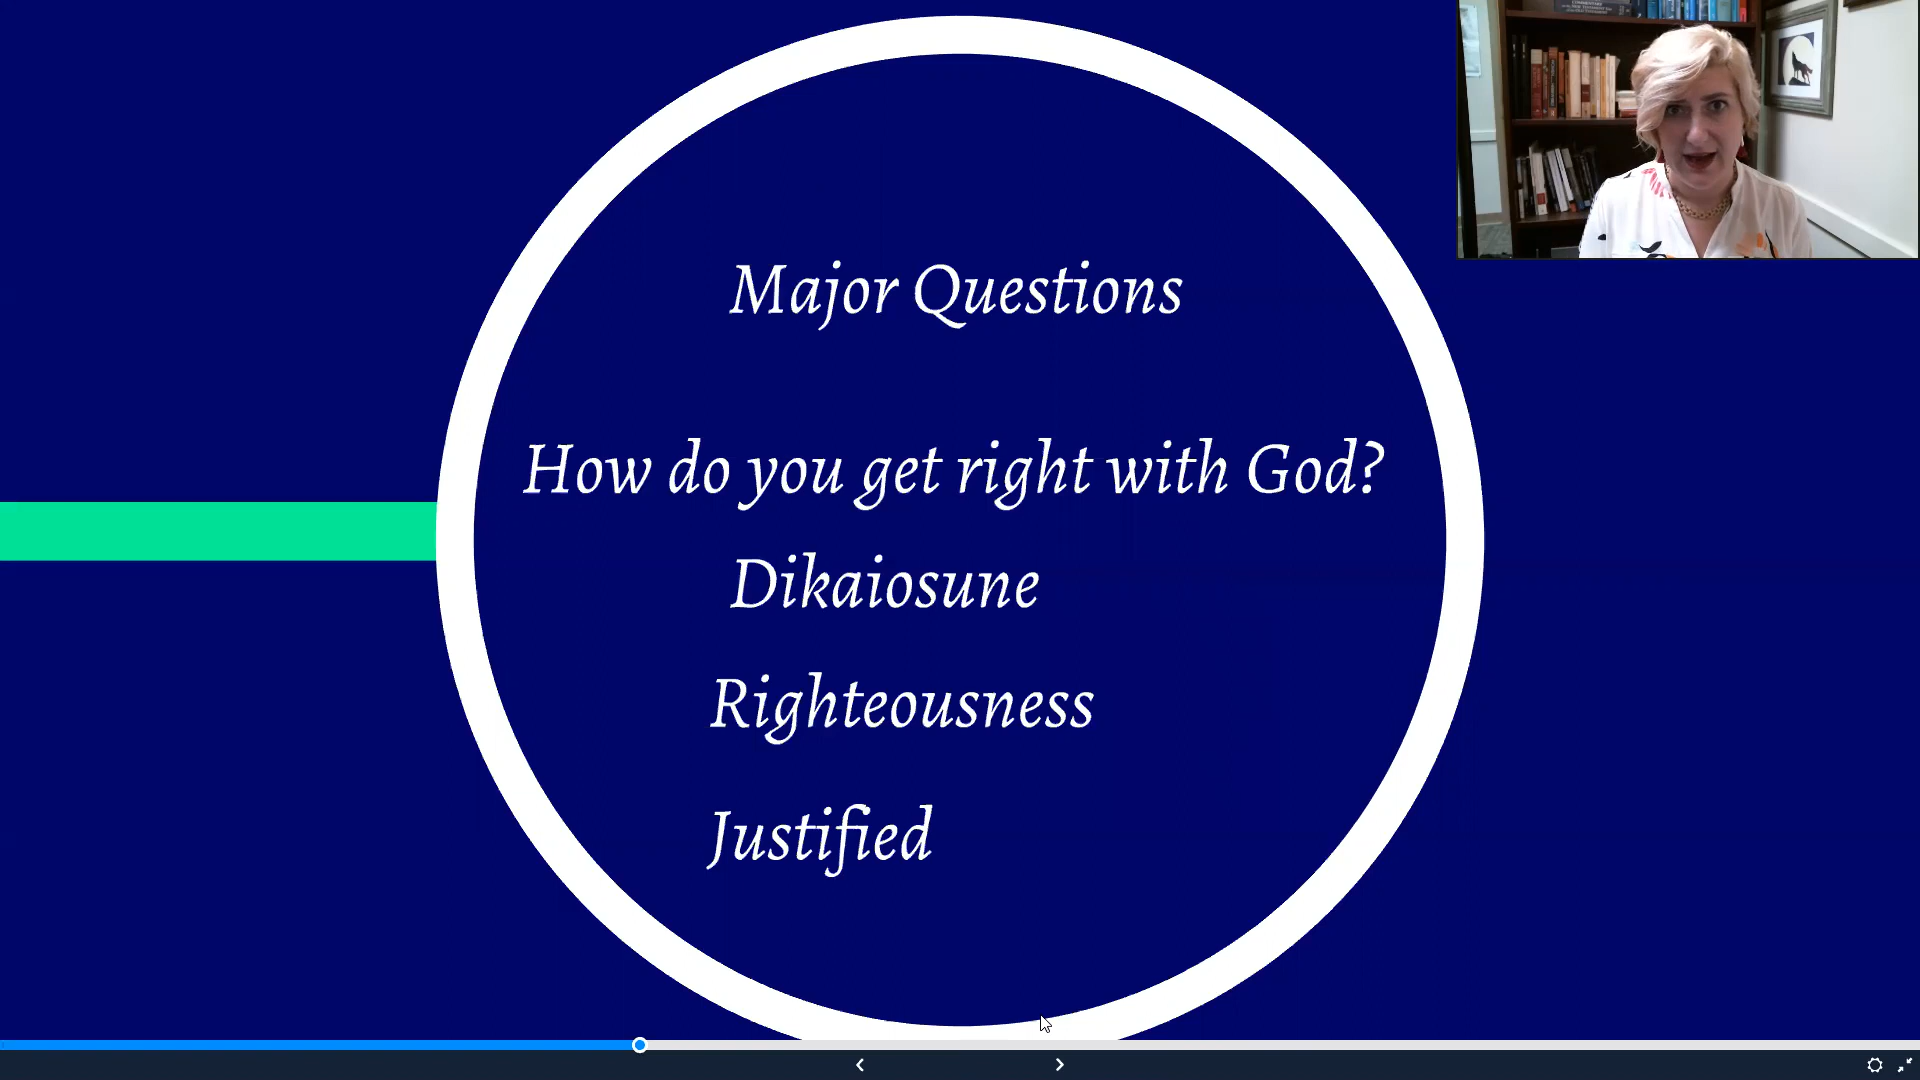 Major Questions
How do you get right with God?
Dikaiosune
Righteousness
Justified